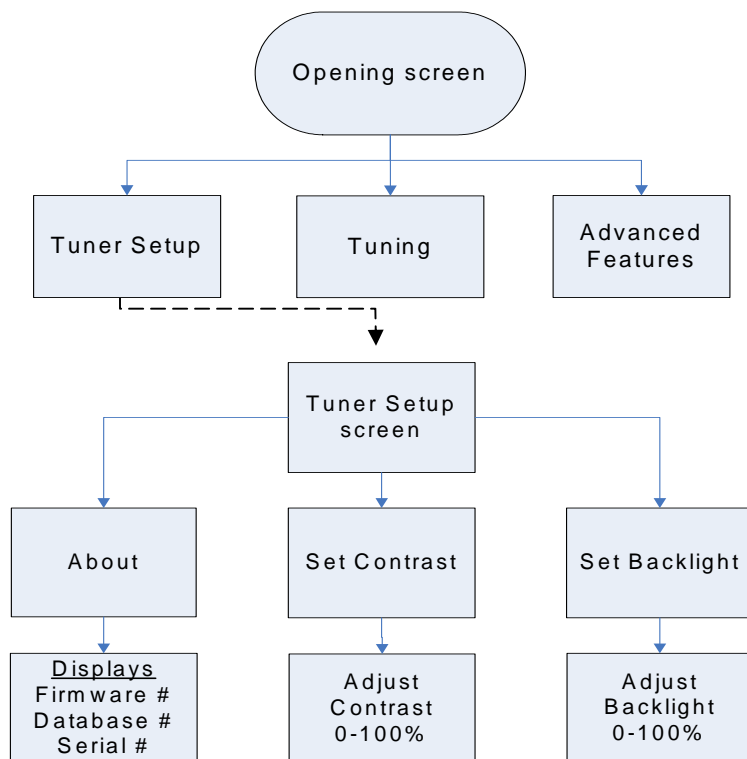 Opening screen
Tuner Setup
Tuning
Advanced
Features
Tuner Setup
screen
About
Set Contrast
Set Backlight
Displays
Firmware #
Database #
Serial #
Adjust
Contrast
0-100%
Adjust
Backlight
0-100%